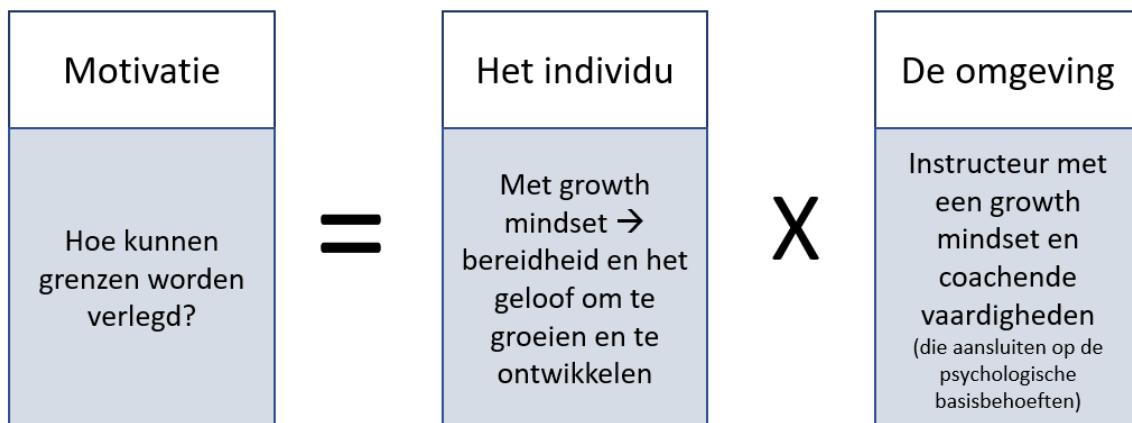 Motivatie
Hoe kunnen
grenzen worden
verlegd?
=
Het individu
Met growth
mindset →
bereidheid en het
geloof om te
groeien en te
ontwikkelen
X
De omgeving
Instructeur met
een growth
mindset en
coachende
vaardigheden
(die aansluiten op de
psychologische
basisbehoeften)